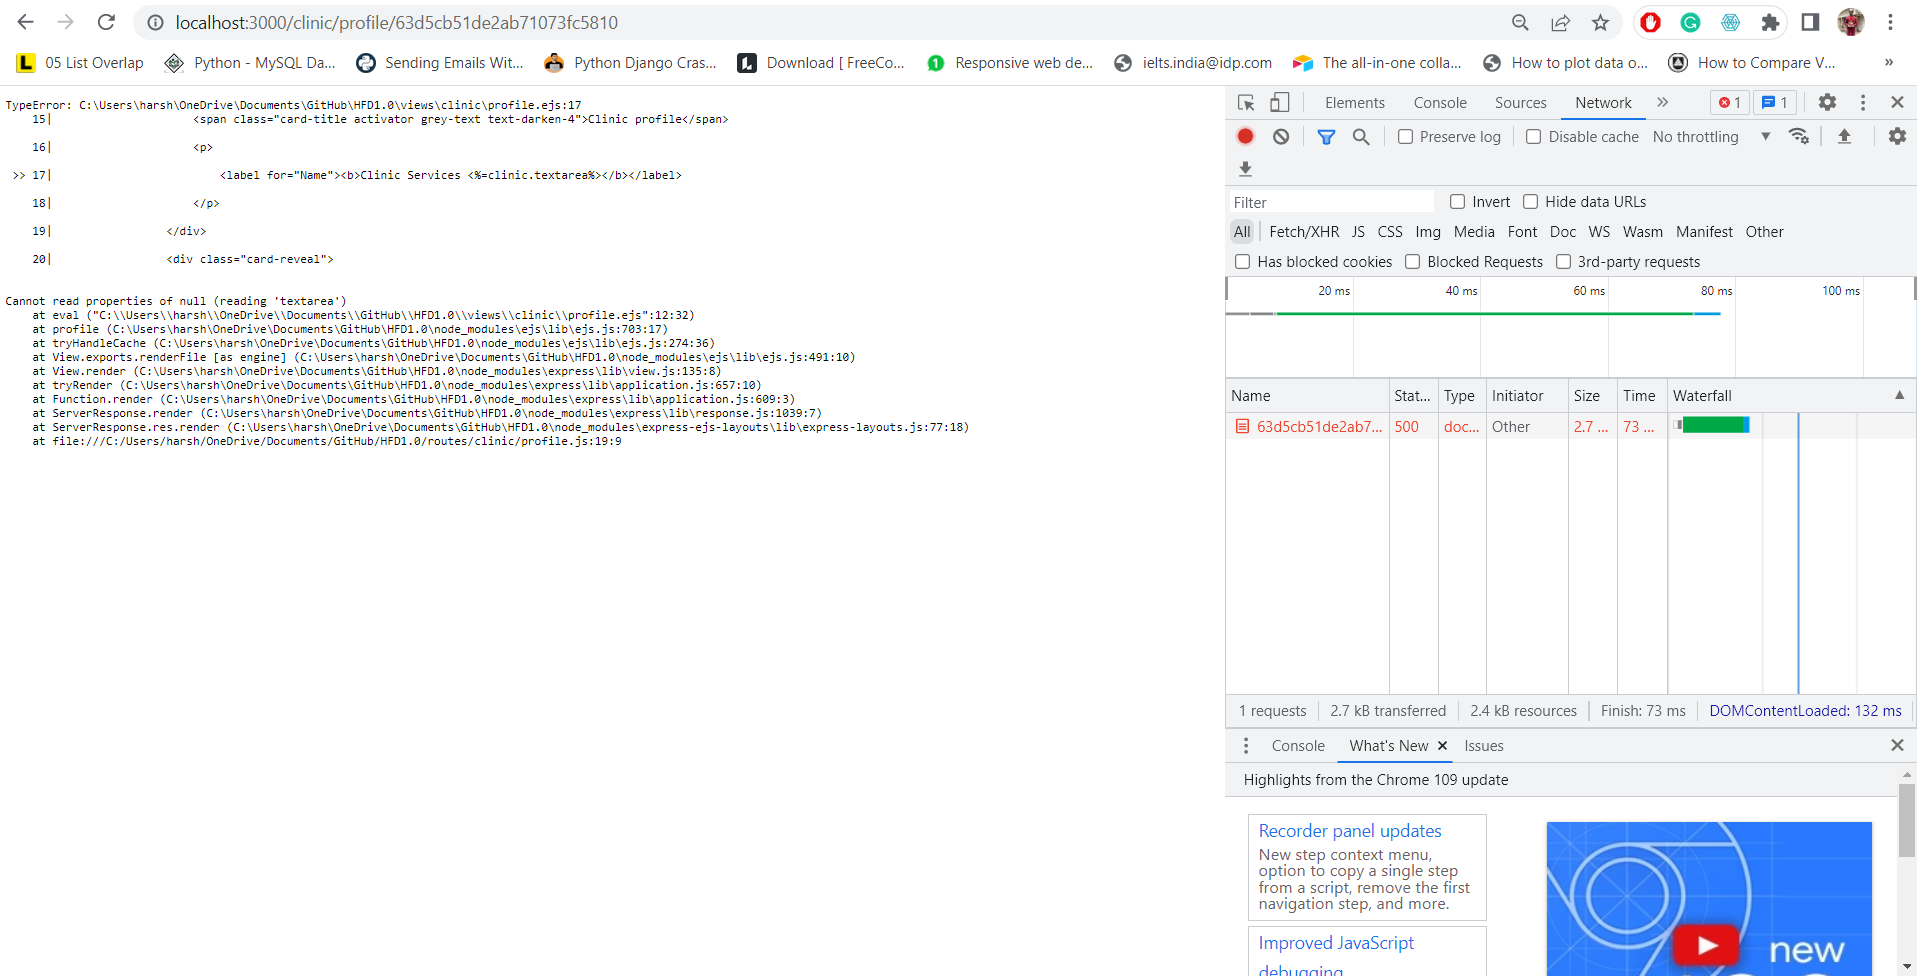 localhost:3000/clinic/profile/63d5cb51de2ab71073fc5810
05 List Overlap
Python - MySQL Da...
Sending Emails Wit...
Python Django Cras...
Download [ FreeCo...
Responsive web de...
ielts.india@idp.com
The all-in-one colla...
How to plot data o...
How to Compare V...
»
TypeError: C:\Users\harsh\OneDrive\Documents\GitHub\HFD1.0\views\clinic\profile.ejs:17
15| <span class="card-title activator grey-text text-darken-4">Clinic profile</span>
16| <p>
>> 17| <label for="Name"><b>Clinic Services <%=clinic.textarea%></b></label>
18| </p>
19| </div>
20| <div class="card-reveal">
Cannot read properties of null (reading 'textarea')
at eval ("C:\\Users\\harsh\\OneDrive\\Documents\\GitHub\\HFD1.0\\views\\clinic\\profile.ejs":12:32)
at profile (C:\Users\harsh\OneDrive\Documents\GitHub\HFD1.0\node_modules\ejs\lib\ejs.js:703:17)
at tryHandleCache (C:\Users\harsh\OneDrive\Documents\GitHub\HFD1.0\node_modules\ejs\lib\ejs.js:274:36)
at View.exports.renderFile [as engine] (C:\Users\harsh\OneDrive\Documents\GitHub\HFD1.0\node_modules\ejs\lib\ejs.js:491:10)
at View.render (C:\Users\harsh\OneDrive\Documents\GitHub\HFD1.0\node_modules\express\lib\view.js:135:8)
at tryRender (C:\Users\harsh\OneDrive\Documents\GitHub\HFD1.0\node_modules\express\lib\application.js:657:10)
at Function.render (C:\Users\harsh\OneDrive\Documents\GitHub\HFD1.0\node_modules\express\lib\application.js:609:3)
at ServerResponse.render (C:\Users\harsh\OneDrive\Documents\GitHub\HFD1.0\node_modules\express\lib\response.js:1039:7)
at ServerResponse.res.render (C:\Users\harsh\OneDrive\Documents\GitHub\HFD1.0\node_modules\express-ejs-layouts\lib\express-layouts.js:77:18)
at file:///C:/Users/harsh/OneDrive/Documents/GitHub/HFD1.0/routes/clinic/profile.js:19:9
Elements Console Sources Network » 1 1
Preserve log Disable cache No throttling
Filter Invert Hide data URLs
All Fetch/XHR JS CSS Img Media Font Doc WS Wasm Manifest Other
Has blocked cookies Blocked Requests 3rd-party requests
20 ms 40 ms 60 ms 80 ms 100 ms
Name Stat... Type Initiator Size Time Waterfall
63d5cb51de2ab7... 500 doc... Other 2.7 ... 73 ...
1 requests 2.7 kB transferred 2.4 kB resources Finish: 73 ms DOMContentLoaded: 132 ms
Console What's New Issues
Highlights from the Chrome 109 update
Recorder panel updates
New step context menu,
option to copy a single step
from a script, remove the first
navigation step, and more.
Improved JavaScript
debugging
new